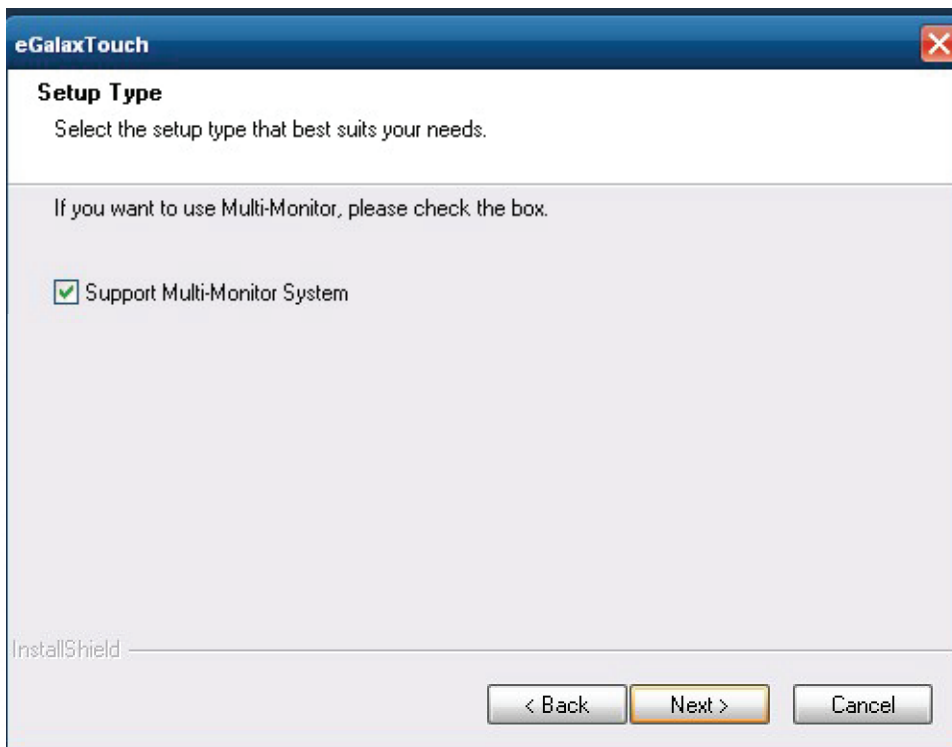 eGalaxTouch
Setup Type
Select the setup type that best suits your needs.
If you want to use Multi-Monitor, please check the box.
Support Multi-Monitor System
InstallShield
< Back Next > Cancel